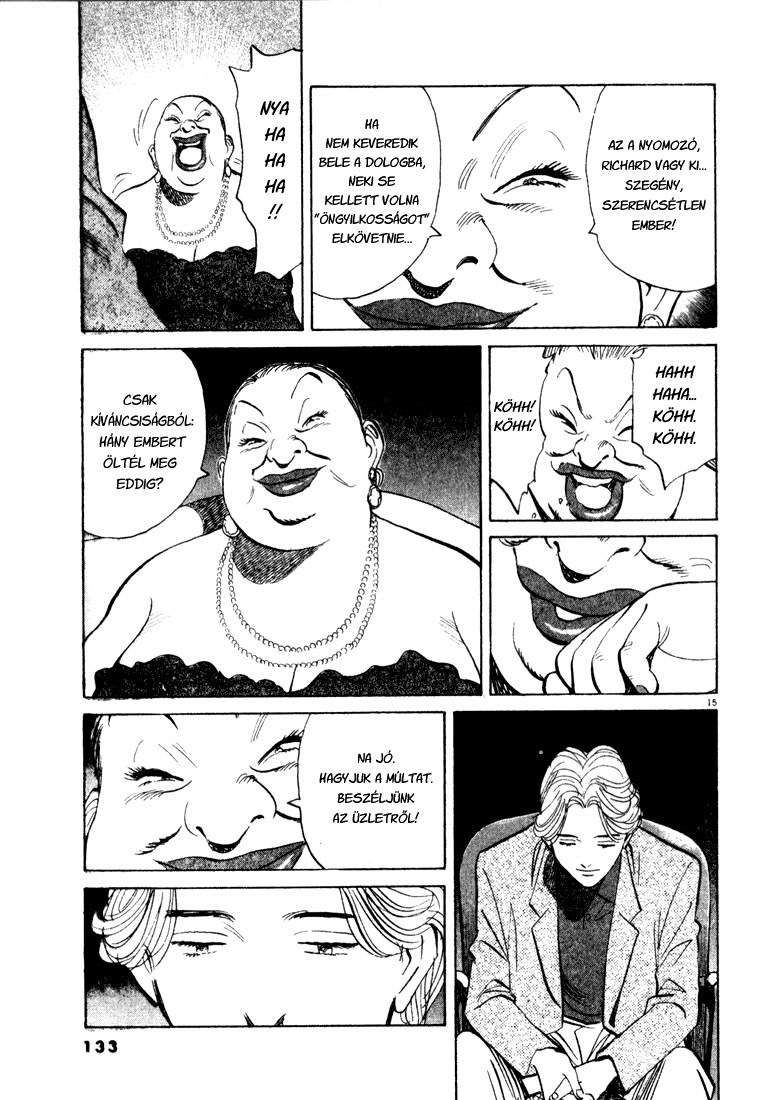 AZ A NYOMOZÓ,
RICHARD VAGY KI...
SZEGÉNY,
SZERENCSÉTLEN
EMBER!
HA
NEM KEVEREDIK
BELE A DOLOGBA,
NEKI SE
KELLETT VOLNA
"ÖNGYILKOSSÁGOT"
ELKÖVETNIE...
NYA
HA
HA
HA
!!
HAHH
HAHA...
KÖHH.
KÖHH.
KÖHH!
KÖHH!
CSAK
KÍVÁNCSISÁGBÓL:
HÁNY EMBERT
ÖLTÉL MEG
EDDIG?
15
NA JÓ.
HAGYJUK A MÚLTAT.
BESZÉLJÜNK
AZ ÜZLETRŐL!
133